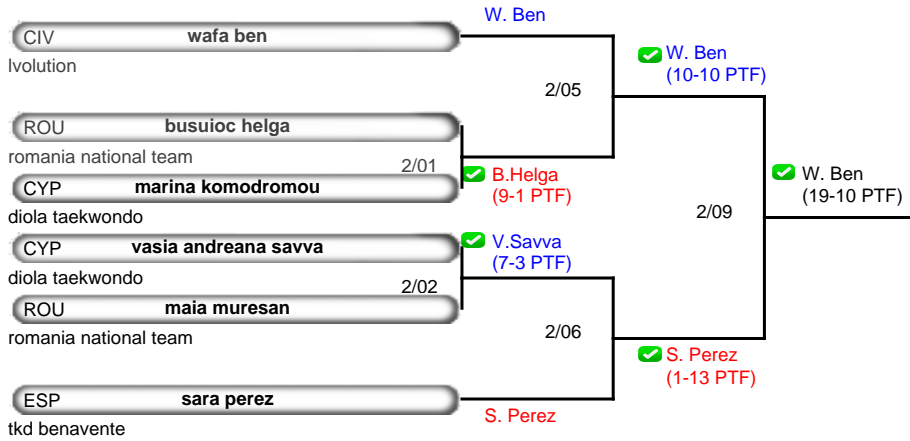 CIV wafa ben
lvolution
ROU busuioc helga
romania national team
CYP marina komodromou
diola taekwondo
CYP vasia andreana savva
diola taekwondo
ROU maia muresan
romania national team
ESP sara perez
tkd benavente
W. Ben
2/01
B.Helga
(9-1 PTF)
V.Savva
(7-3 PTF)
2/02
S. Perez
2/05
W. Ben
(10-10 PTF)
2/06
S. Perez
(1-13 PTF)
2/09
W. Ben
(19-10 PTF)